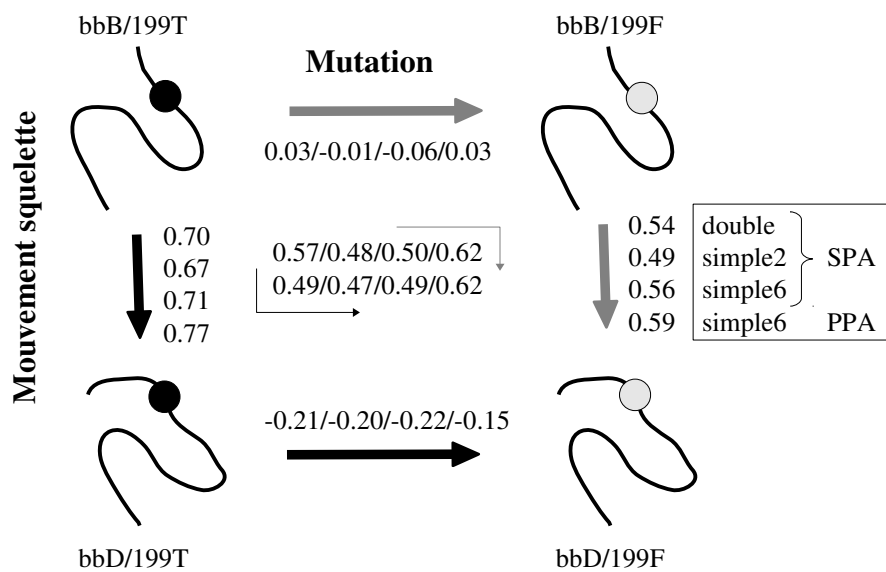 bbB/199T
bbB/199F
Mutation
0.03/-0.01/-0.06/0.03
Mouvement squelette
0.70
0.67
0.71
0.77
0.57/0.48/0.50/0.62
0.49/0.47/0.49/0.62
0.54 double
0.49 simple2 SPA
0.56 simple6
0.59 simple6 PPA
-0.21/-0.20/-0.22/-0.15
bbD/199T
bbD/199F